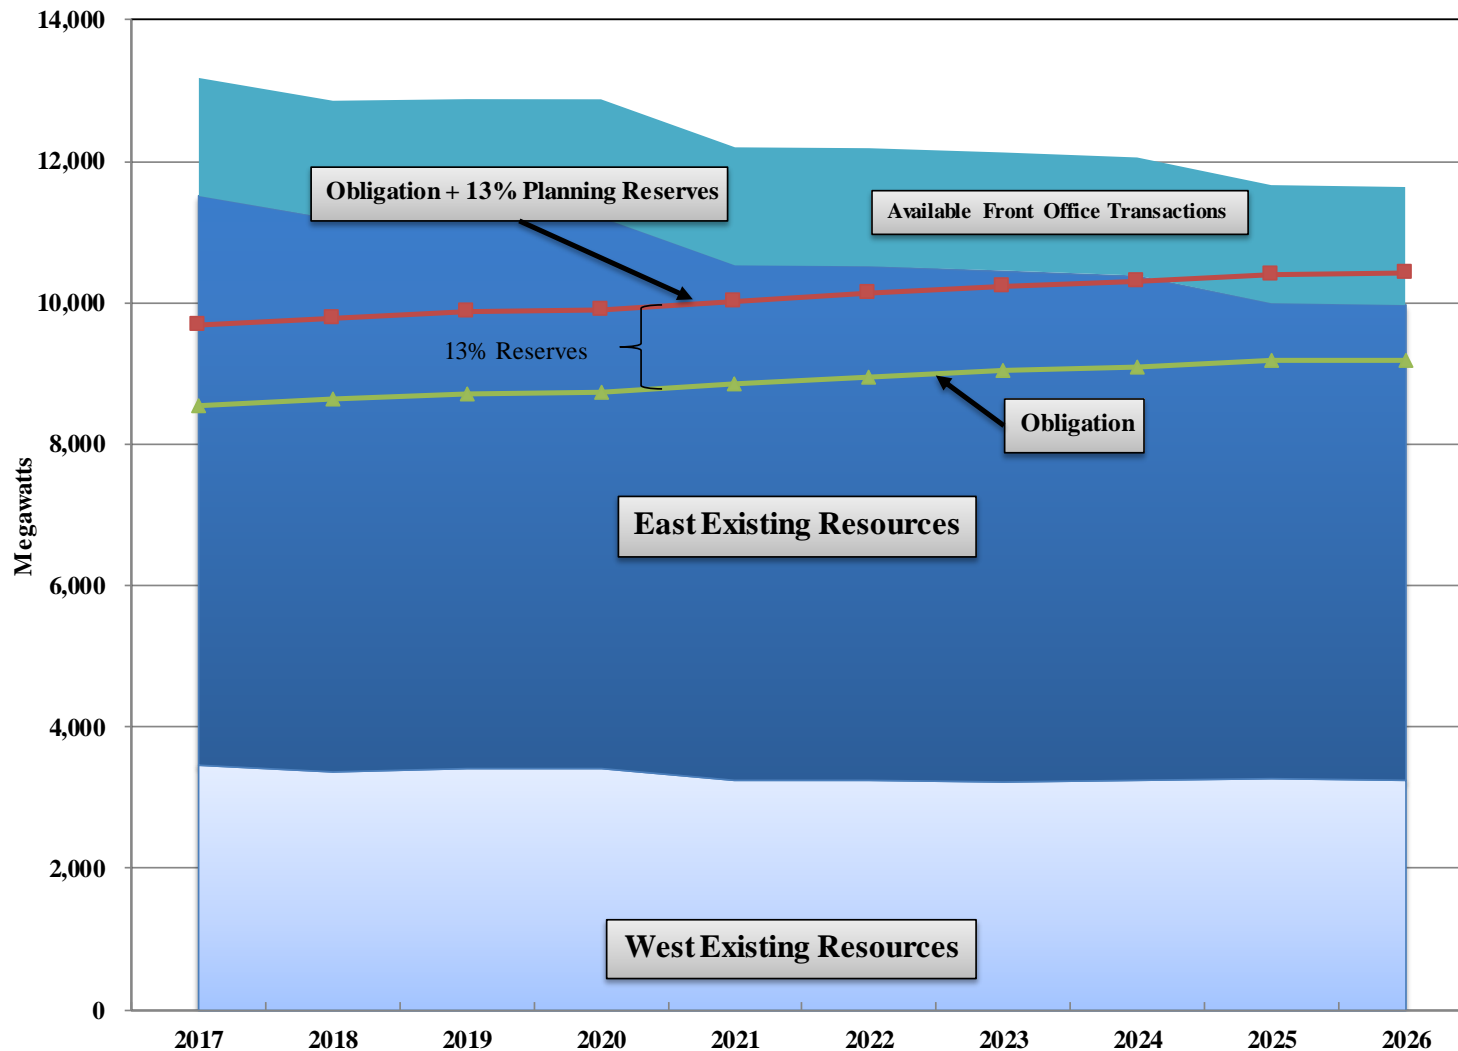 14,000
12,000
10,000
8,000
6,000
4,000
2,000
0
Megawatts
Obligation + 13% Planning Reserves
Available Front Office Transactions
13% Reserves
Obligation
East Existing Resources
West Existing Resources
2017 2018 2019 2020 2021 2022 2023 2024 2025 2026